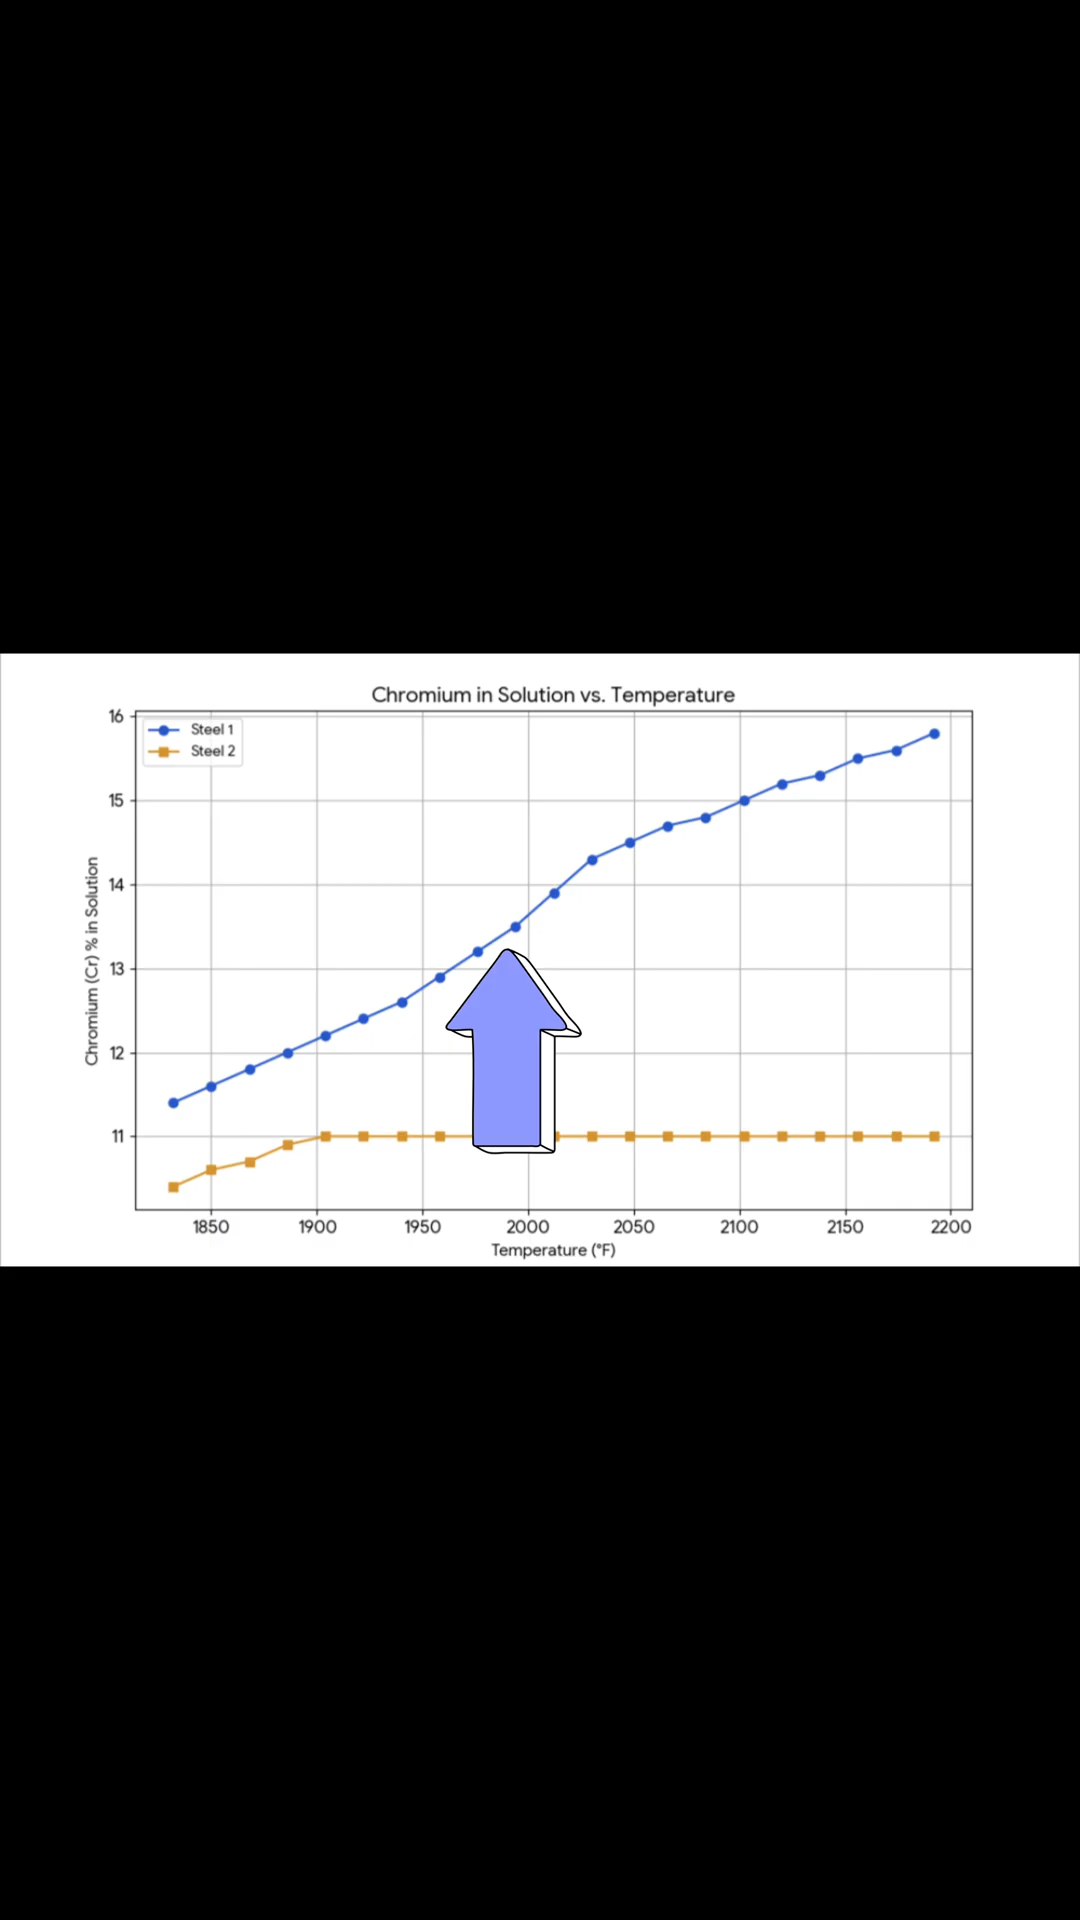 Chromium in Solution vs. Temperature
Steel 1
Steel 2
Chromium (Cr) % in Solution
16
15
14
13
12
11
1850 1900 1950 2000 2050 2100 2150 2200
Temperature (°F)